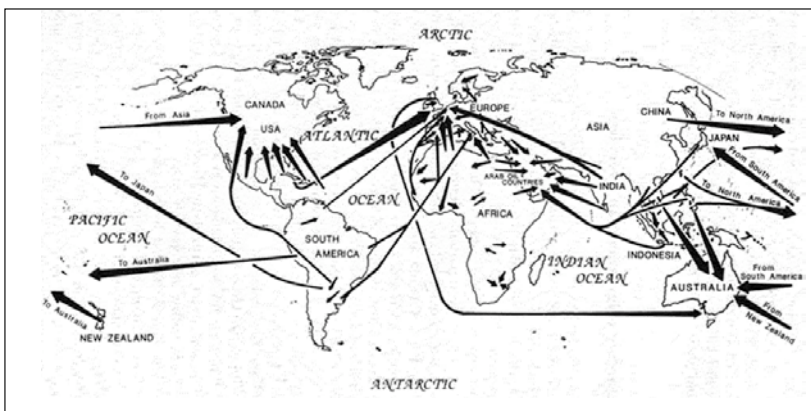 ARCTIC
CANADA
USA
From Asia
ATLANTIC
OCEAN
EUROPE
ASIA
CHINA
To North America
JAPAN
From South America
To North America
ARAB OIL
COUNTRIES
INDIA
AFRICA
To Japan
PACIFIC
OCEAN
SOUTH
AMERICA
To Australia
To Australia
NEW ZEALAND
INDIAN
OCEAN
INDONESIA
AUSTRALIA
From
South America
From
New Zealand
ANTARCTIC